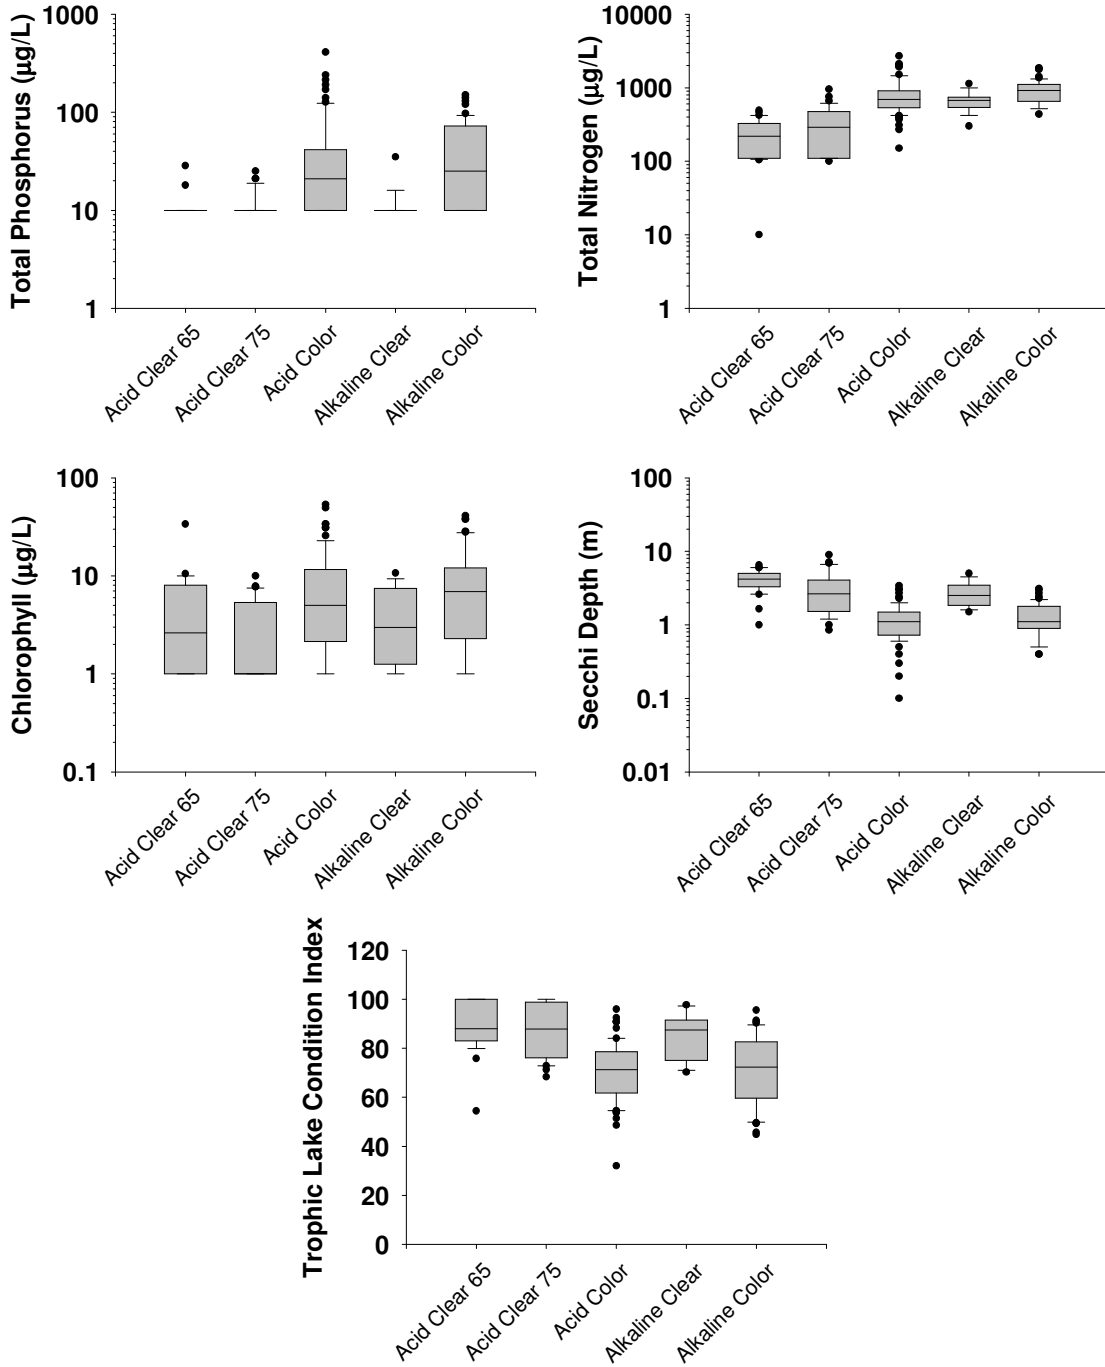 Total Phosphorus (µg/L)
1000
100
10
1
Acid Clear 65
Acid Clear 75
Acid Color
Alkaline Clear
Alkaline Color
Total Nitrogen (µg/L)
10000
1000
100
10
1
Acid Clear 65
Acid Clear 75
Acid Color
Alkaline Clear
Alkaline Color
Chlorophyll (µg/L)
100
10
1
0.1
Acid Clear 65
Acid Clear 75
Acid Color
Alkaline Clear
Alkaline Color
Secchi Depth (m)
100
10
1
0.1
0.01
Acid Clear 65
Acid Clear 75
Acid Color
Alkaline Clear
Alkaline Color
Trophic Lake Condition Index
120
100
80
60
40
20
0
Acid Clear 65
Acid Clear 75
Acid Color
Alkaline Clear
Alkaline Color